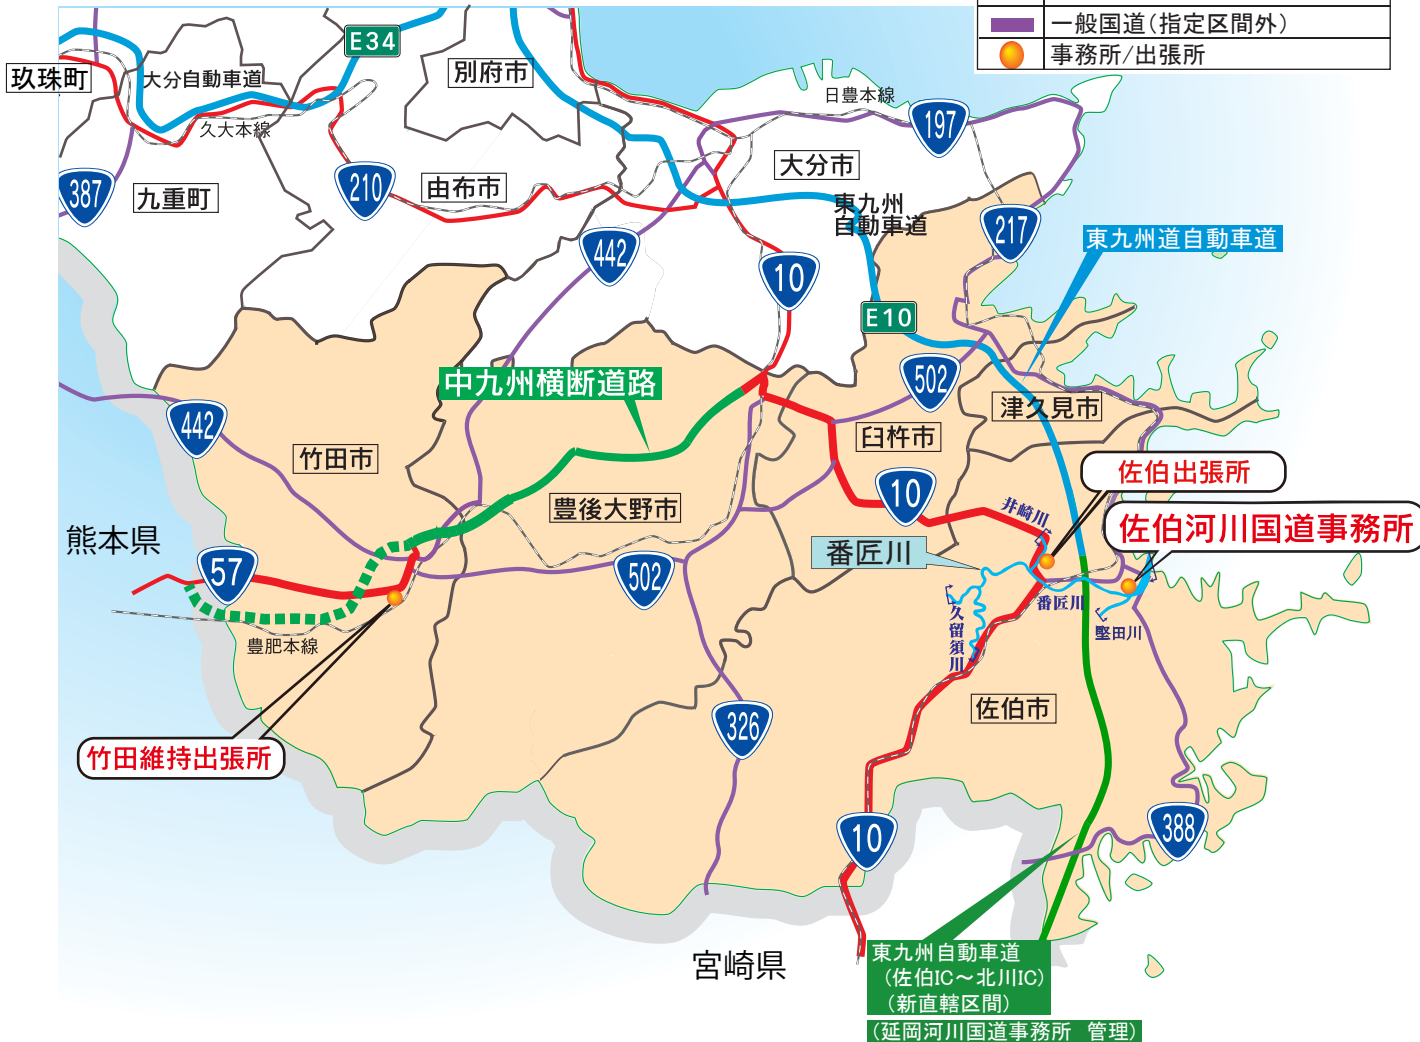 一般国道(指定区間外)
事務所/出張所
E34
玖珠町
大分自動車道
別府市
日豊本線
久大本線
197
大分市
387
九重町
210
由布市
東九州
自動車道
217
442
東九州道自動車道
10
E10
中九州横断道路
502
442
津久見市
竹田市
臼杵市
佐伯出張所
10
豊後大野市
井崎川
佐伯河川国道事務所
熊本県
番匠川
57
502
番匠川
久留須川
堅田川
豊肥本線
佐伯市
326
竹田維持出張所
10
388
宮崎県
東九州自動車道
(佐伯IC～北川IC)
(新直轄区間)
(延岡河川国道事務所 管理)